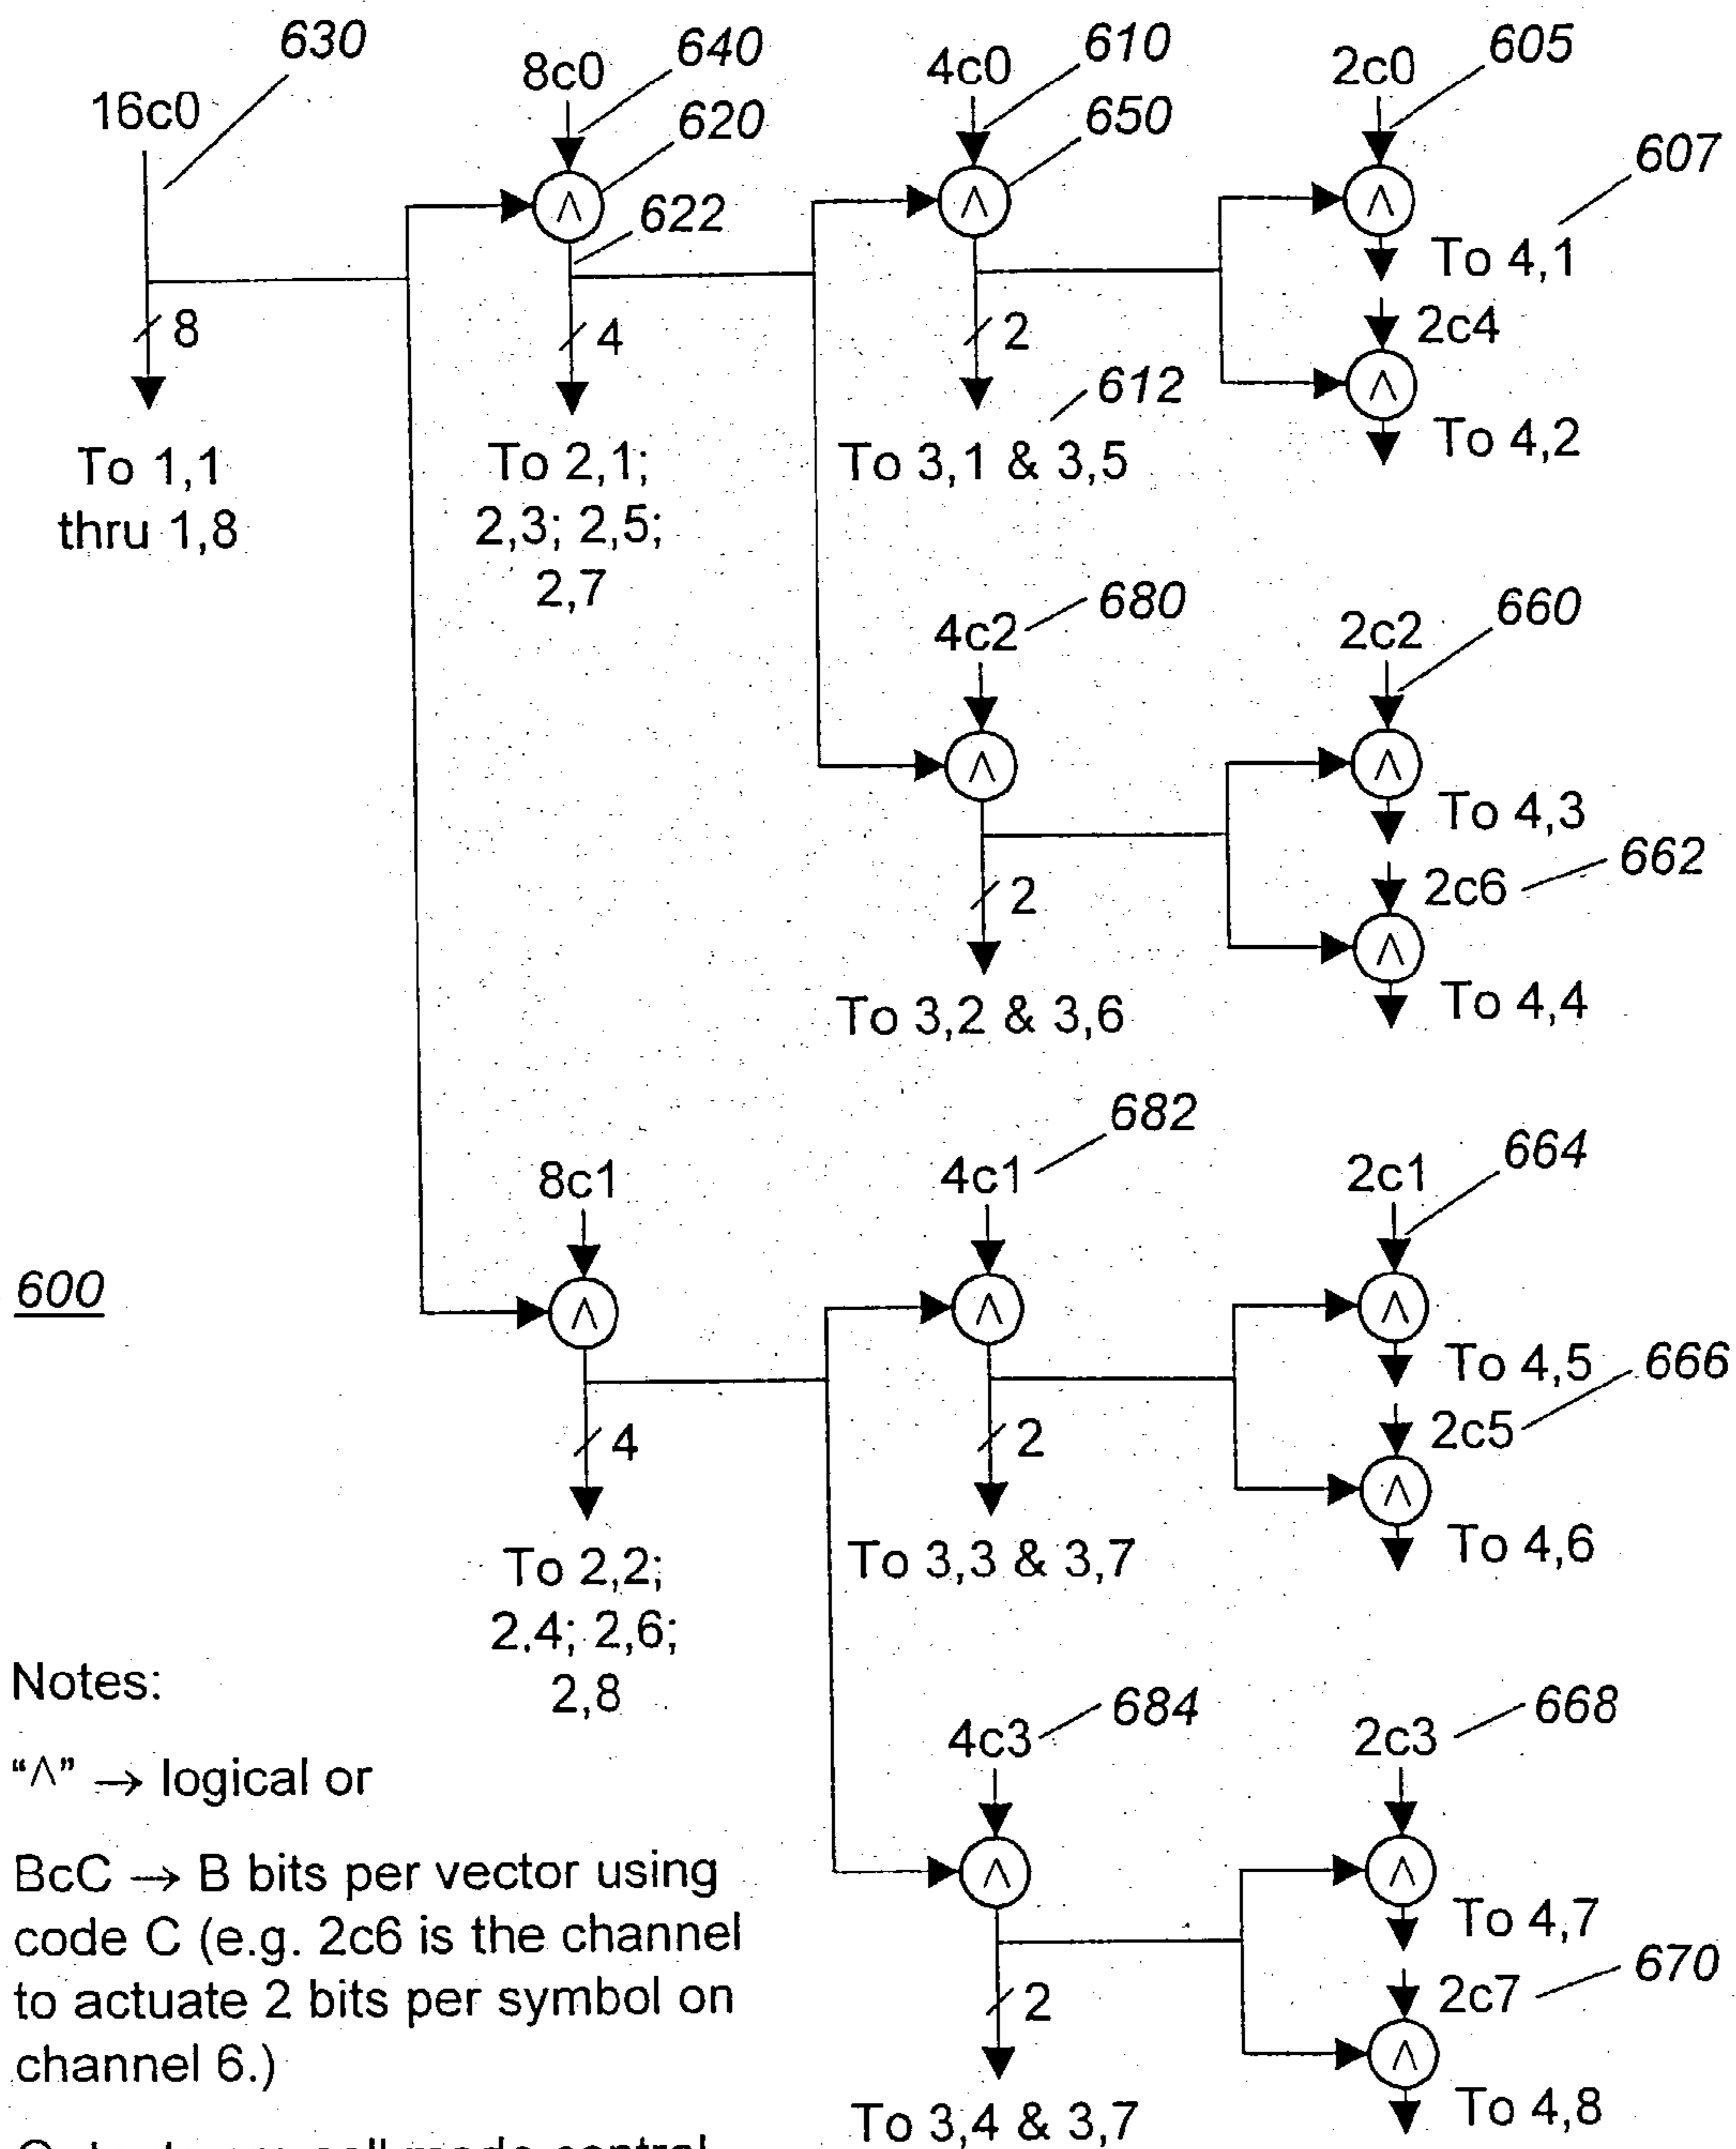 630
640
610
605
16c0
8c0
4c0
2c0
620
650
607
622
To 4,1
8
4
2
2c4
612
To 1,1
thru 1,8
To 2,1;
2,3; 2,5;
2,7
To 3,1 & 3,5
To 4,2
4c2
680
2c2
660
To 4,3
662
2
2c6
To 3,2 & 3,6
To 4,4
682
8c1
4c1
2c1
664
600
To 4,5
666
4
2
2c5
To 2,2;
2,4; 2,6;
2,8
To 3,3 & 3,7
To 4,6
4c3
684
2c3
668
To 4,7
670
2
2c7
To 3,4 & 3,7
To 4,8
Notes:
"∧" → logical or
BcC → B bits per vector using
code C (e.g. 2c6 is the channel
to actuate 2 bits per symbol on
channel 6.)
∧
∧
∧
∧
∧
∧
∧
∧
∧
∧
∧
∧
∧
∧